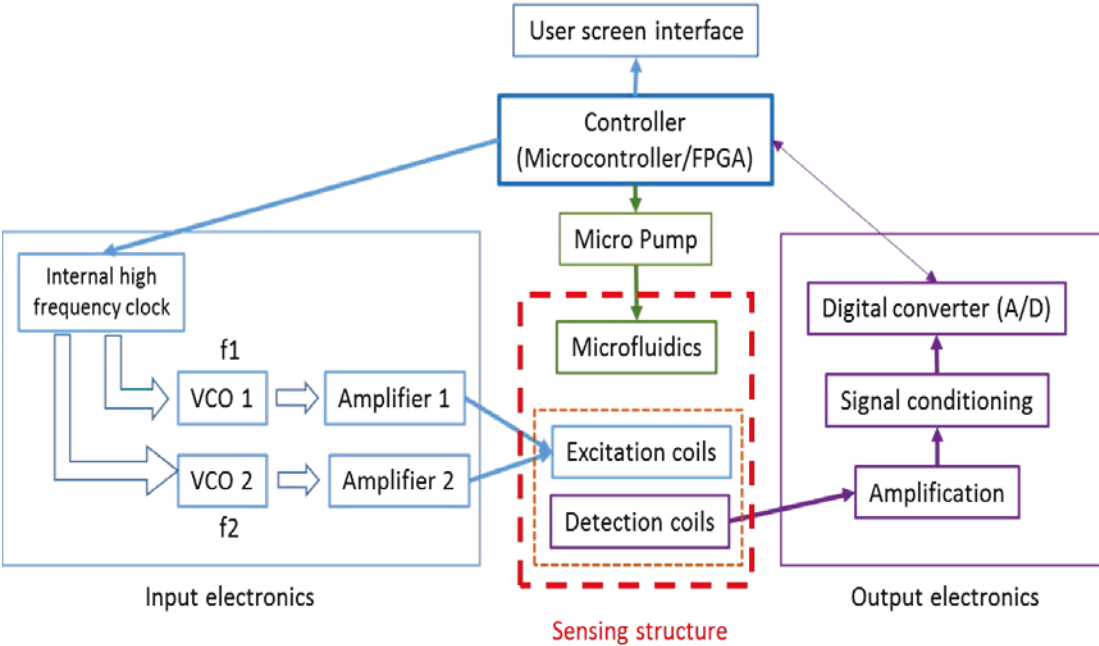 User screen interface
Controller
(Microcontroller/FPGA)
Micro Pump
Internal high
frequency clock
Digital converter (A/D)
Microfluidics
f1
VCO 1
Amplifier 1
Signal conditioning
Excitation coils
VCO 2
Amplifier 2
Amplification
Detection coils
f2
Input electronics
Output electronics
Sensing structure